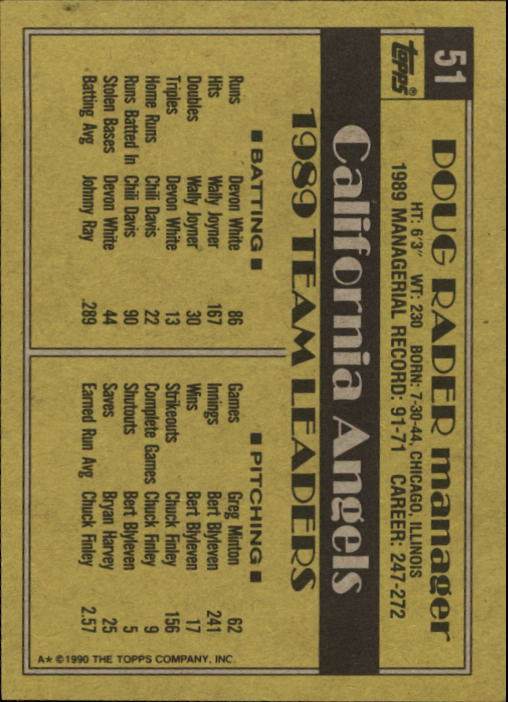 51
Topps®
DOUG RADER manager
HT: 6'3" WT: 230 BORN: 7-30-44, CHICAGO, ILLINOIS
1989 MANAGERIAL RECORD: 91-71 CAREER: 247-272
California Angels
1989 TEAM LEADERS
■ BATTING ■
Runs Devon White 86
Hits Wally Joyner 167
Doubles Wally Joyner 30
Triples Devon White 13
Home Runs Chili Davis 22
Runs Batted In Chili Davis 90
Stolen Bases Devon White 44
Batting Avg Johnny Ray .289
■ PITCHING ■
Games Greg Minton 62
Innings Bert Blyleven 241
Wins Bert Blyleven 17
Strikeouts Chuck Finley 156
Complete Games Chuck Finley 9
Shutouts Bert Blyleven 5
Saves Bryan Harvey 25
Earned Run Avg Chuck Finley 2.57
A★ ©1990 THE TOPPS COMPANY, INC.